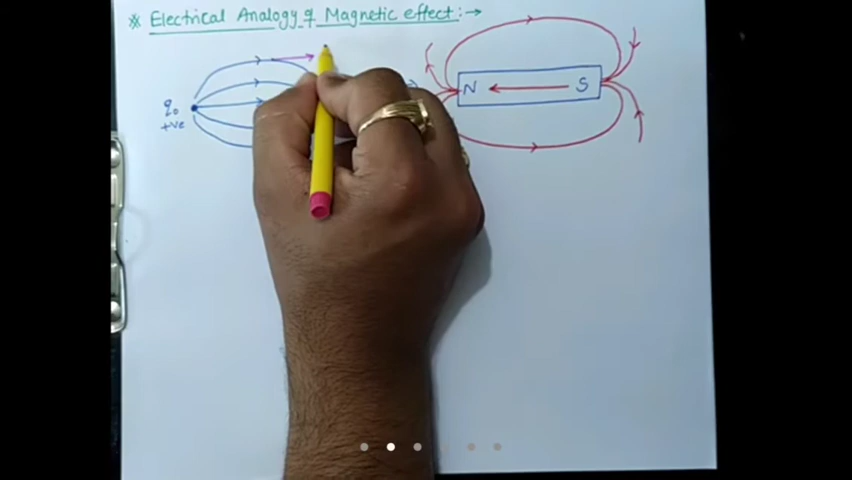 ※ Electrical Analogy of Magnetic effect:→
N S
q₀
+ve